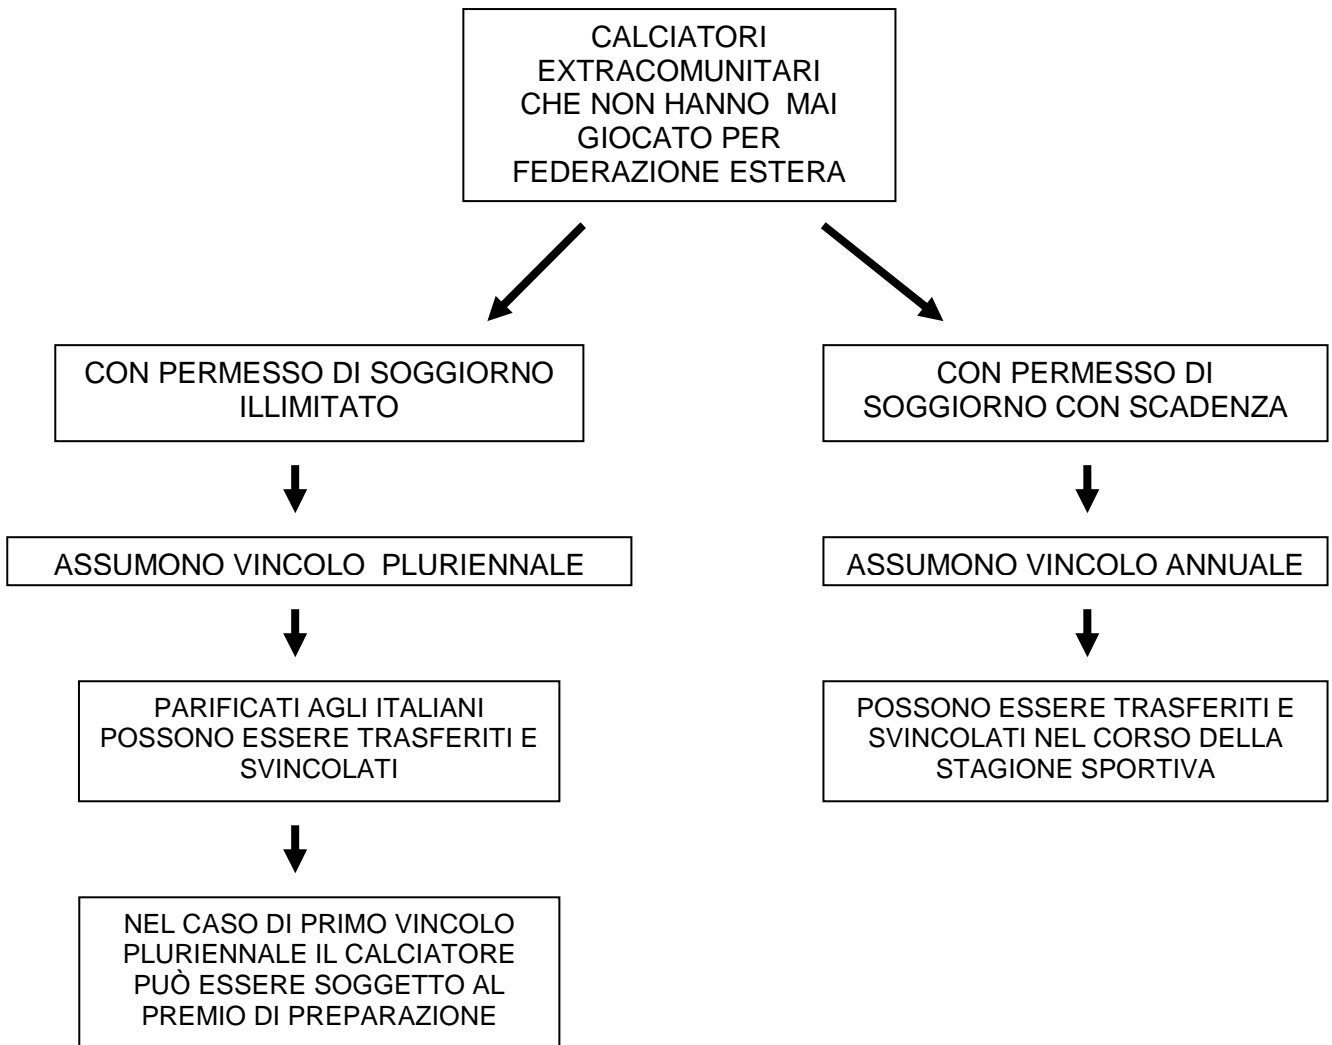 CALCIATORI
EXTRACOMUNITARI
CHE NON HANNO  MAI
GIOCATO PER
FEDERAZIONE ESTERA
CON PERMESSO DI SOGGIORNO
ILLIMITATO
CON PERMESSO DI
SOGGIORNO CON SCADENZA
ASSUMONO VINCOLO  PLURIENNALE
ASSUMONO VINCOLO ANNUALE
PARIFICATI AGLI ITALIANI
POSSONO ESSERE TRASFERITI E
SVINCOLATI
POSSONO ESSERE TRASFERITI E
SVINCOLATI NEL CORSO DELLA
STAGIONE SPORTIVA
NEL CASO DI PRIMO VINCOLO
PLURIENNALE IL CALCIATORE
PUÒ ESSERE SOGGETTO AL
PREMIO DI PREPARAZIONE